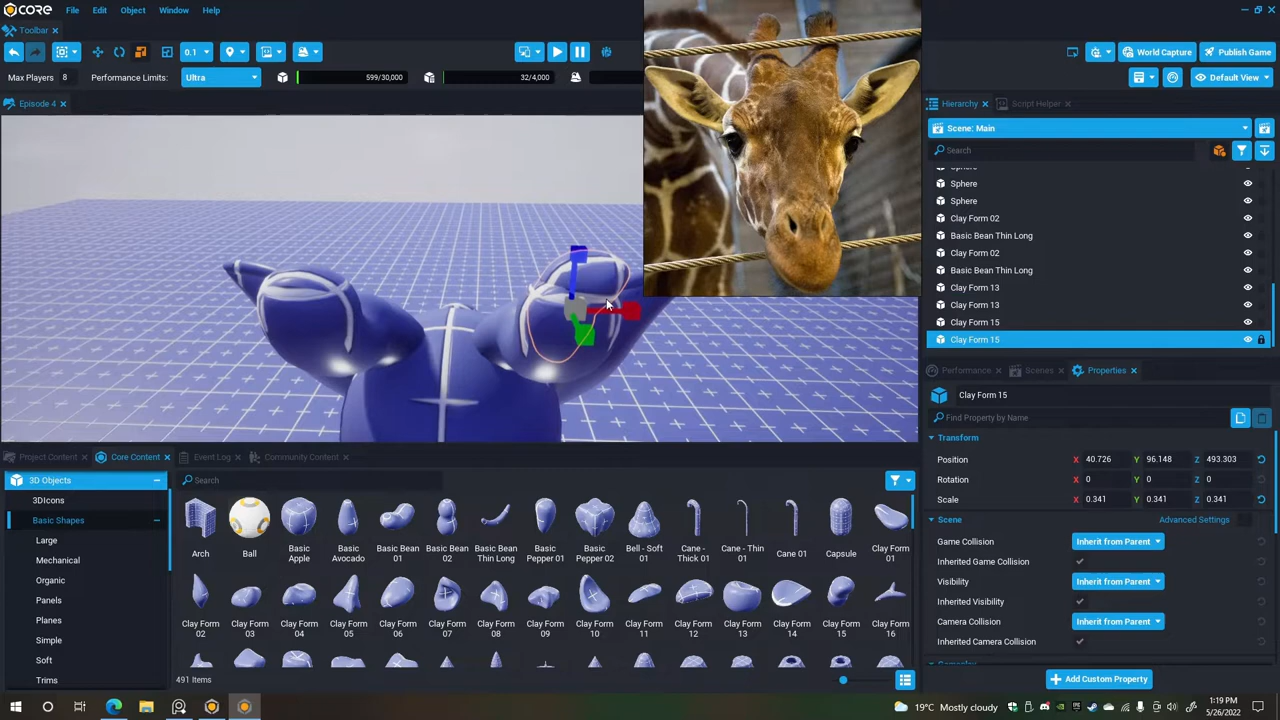 CORE
File
Edit
Object
Window
Help
Toolbar
0.1
World Capture
Publish Game
Max Players
8
Performance Limits:
Ultra
599/30,000
32/4,000
Default View
Episode 4
Hierarchy
Script Helper
Scene: Main
Search
Sphere
Sphere
Clay Form 02
Basic Bean Thin Long
Clay Form 02
Basic Bean Thin Long
Clay Form 13
Clay Form 13
Clay Form 15
Clay Form 15
Performance
Scenes
Properties
Clay Form 15
Find Property by Name
Transform
Position
X
40.726
Y
96.148
Z
493.303
Rotation
X
0
Y
0
Z
0
Scale
X
0.341
Y
0.341
Z
0.341
Scene
Advanced Settings
Game Collision
Inherit from Parent
Inherited Game Collision
Visibility
Inherit from Parent
Inherited Visibility
Camera Collision
Inherit from Parent
Inherited Camera Collision
Add Custom Property
Project Content
Core Content
Event Log
Community Content
3D Objects
Search
3DIcons
Basic Shapes
Large
Mechanical
Organic
Panels
Planes
Simple
Soft
Trims
Arch
Ball
Basic Apple
Basic Avocado
Basic Bean 01
Basic Bean 02
Basic Bean Thin Long
Basic Pepper 01
Basic Pepper 02
Bell - Soft 01
Cane - Thick 01
Cane - Thin 01
Cane 01
Capsule
Clay Form 01
Clay Form 02
Clay Form 03
Clay Form 04
Clay Form 05
Clay Form 06
Clay Form 07
Clay Form 08
Clay Form 09
Clay Form 10
Clay Form 11
Clay Form 12
Clay Form 13
Clay Form 14
Clay Form 15
Clay Form 16
491 Items
19°C Mostly cloudy
1:19 PM
5/26/2022